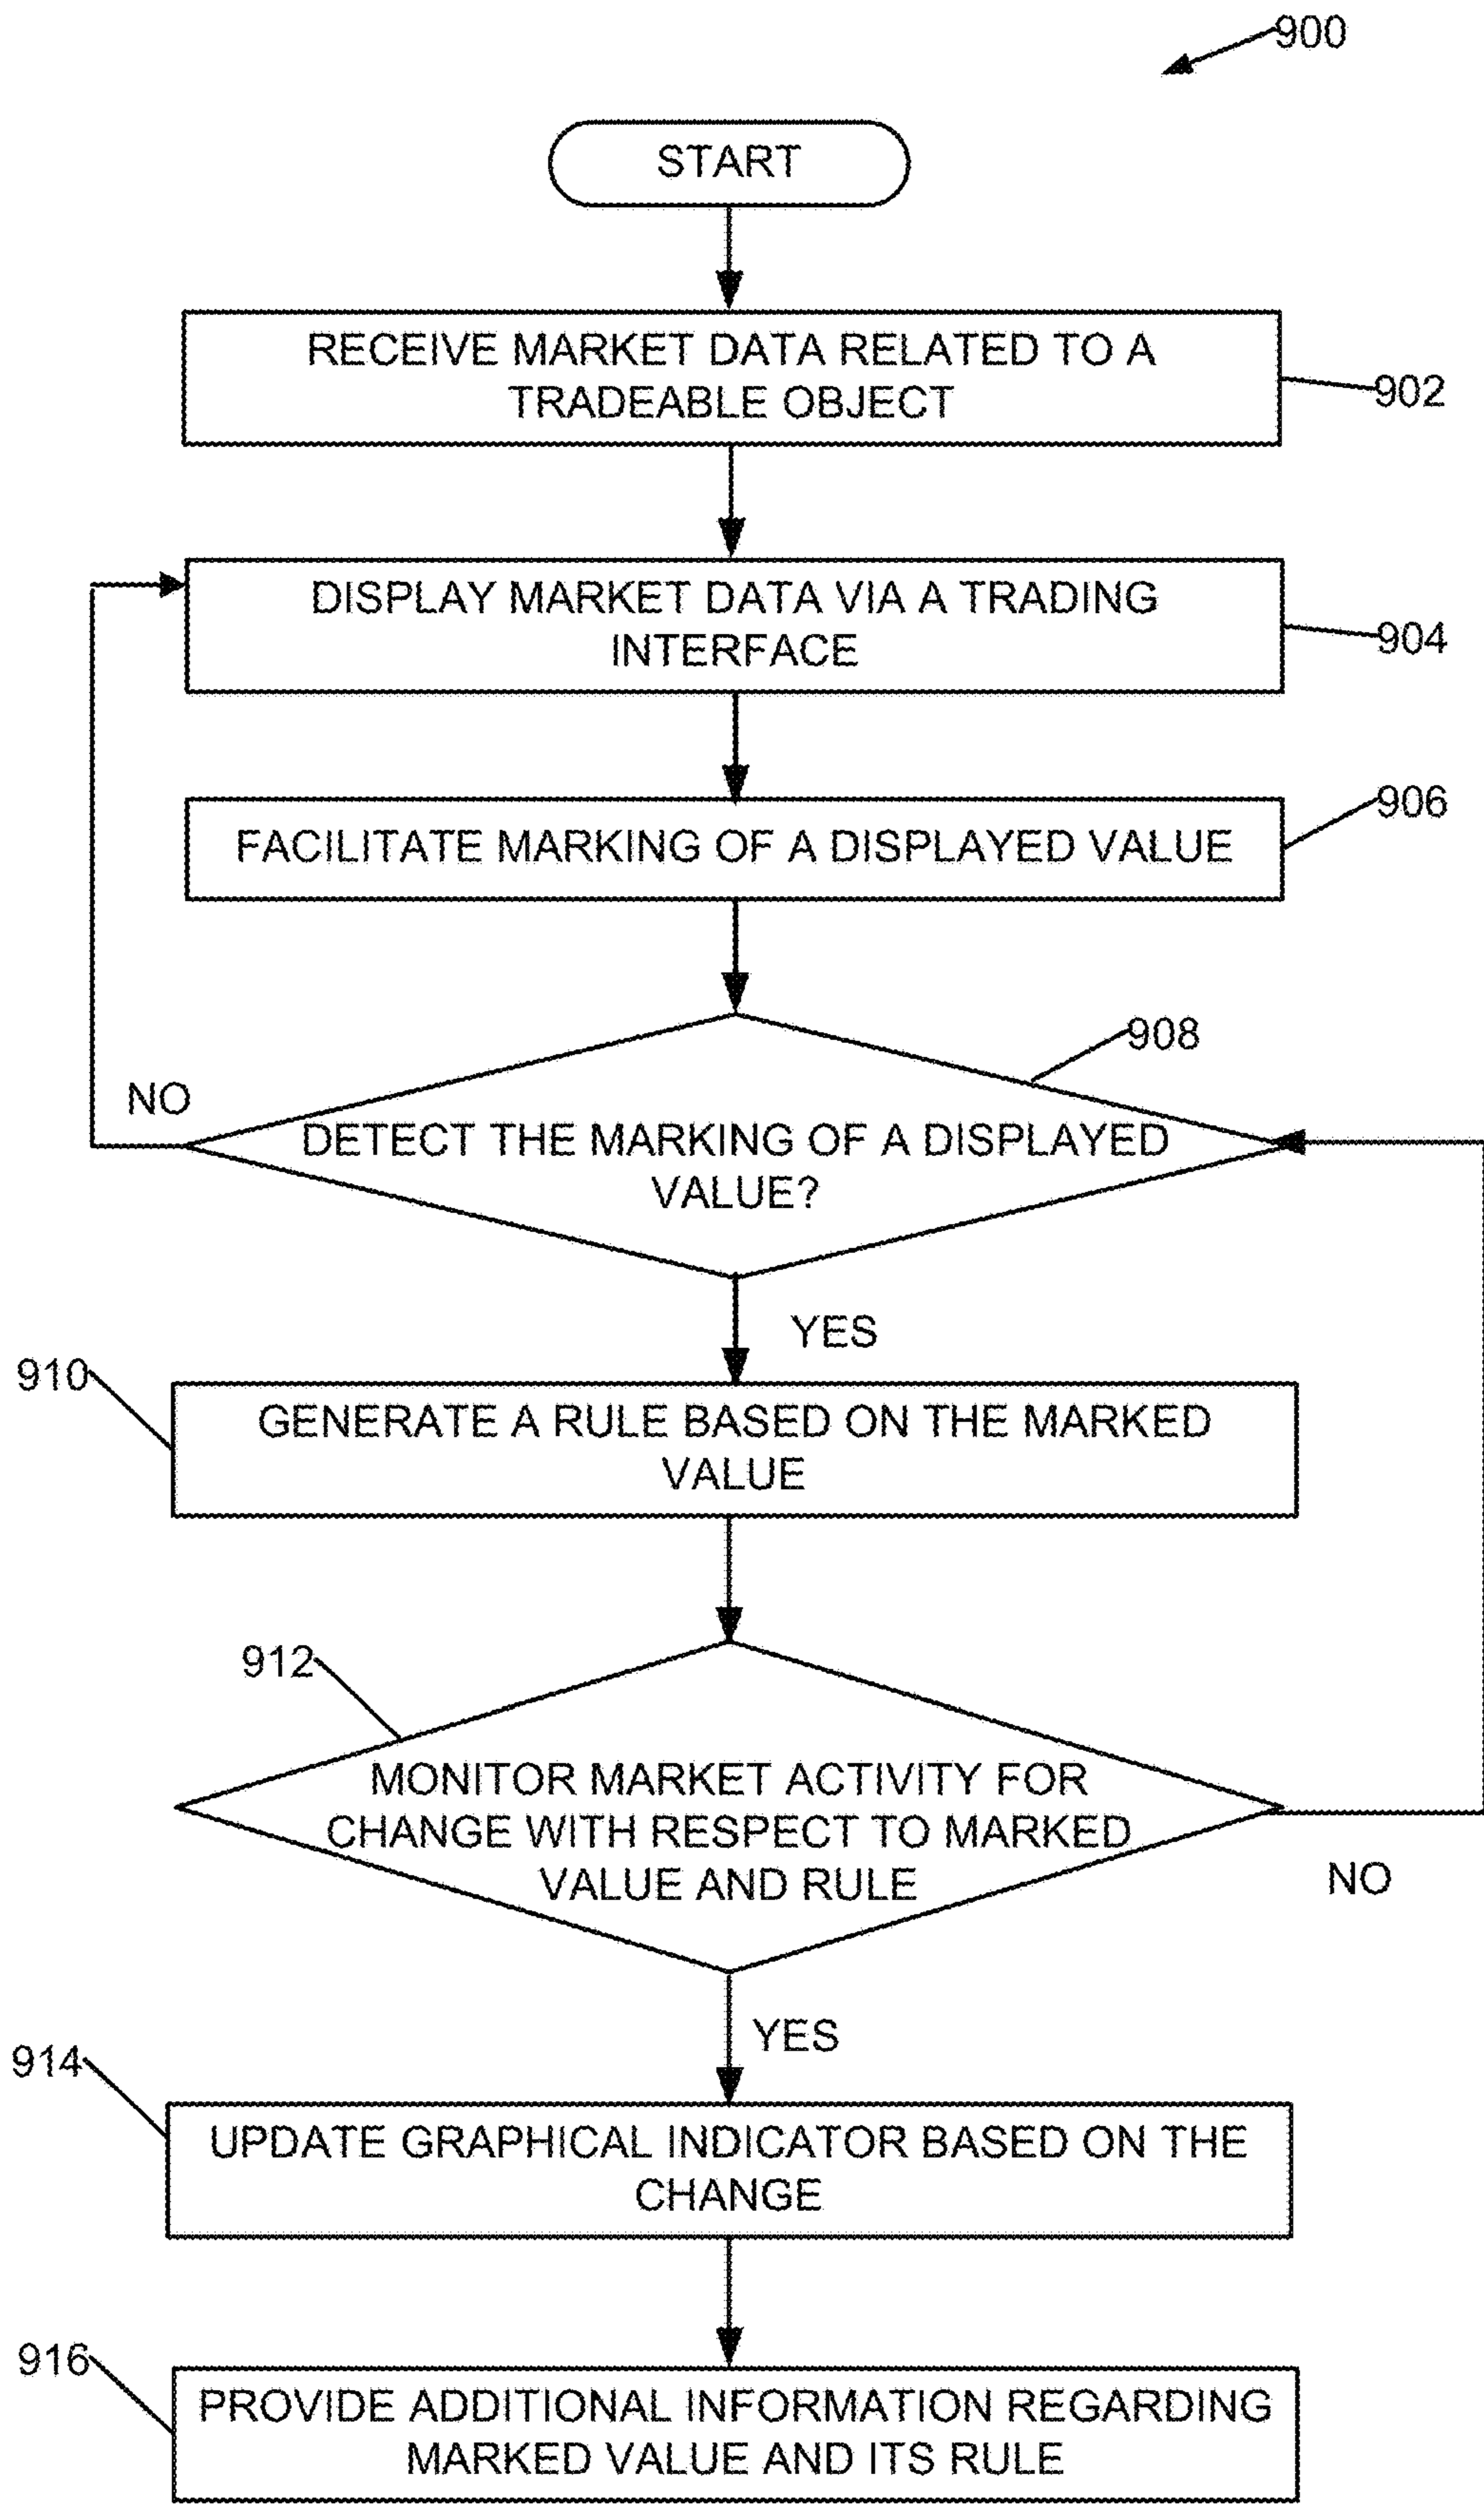 900
START
RECEIVE MARKET DATA RELATED TO A
TRADEABLE OBJECT
902
DISPLAY MARKET DATA VIA A TRADING
INTERFACE
904
FACILITATE MARKING OF A DISPLAYED VALUE
906
908
NO
DETECT THE MARKING OF A DISPLAYED
VALUE?
YES
910
GENERATE A RULE BASED ON THE MARKED
VALUE
912
MONITOR MARKET ACTIVITY FOR
CHANGE WITH RESPECT TO MARKED
VALUE AND RULE
NO
YES
914
UPDATE GRAPHICAL INDICATOR BASED ON THE
CHANGE
916
PROVIDE ADDITIONAL INFORMATION REGARDING
MARKED VALUE AND ITS RULE